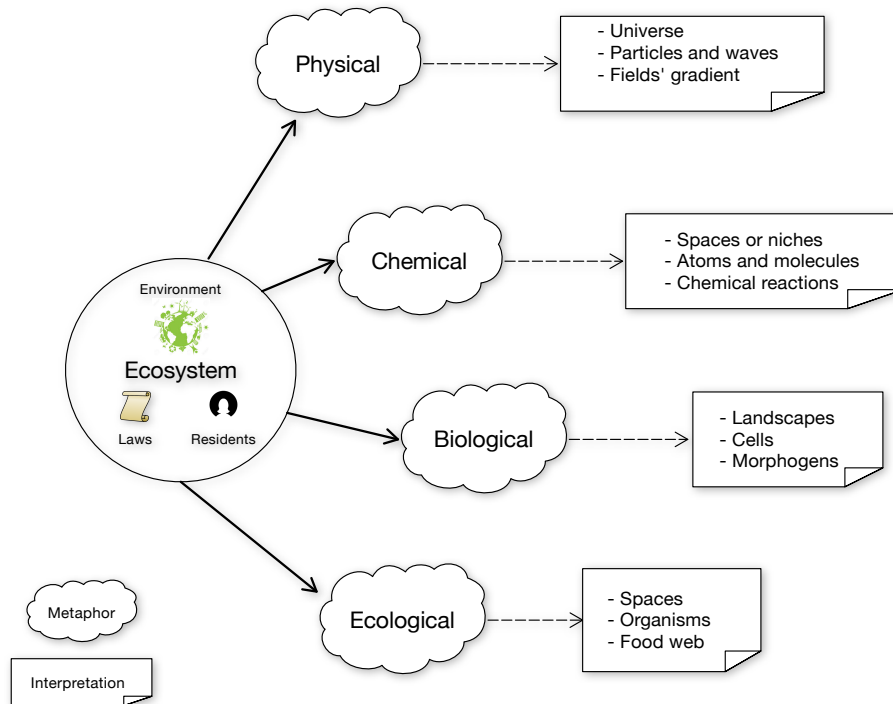 Physical
- Universe
- Particles and waves
- Fields' gradient
Chemical
- Spaces or niches
- Atoms and molecules
- Chemical reactions
Environment
Ecosystem
Laws
Residents
Biological
- Landscapes
- Cells
- Morphogens
Ecological
- Spaces
- Organisms
- Food web
Metaphor
Interpretation